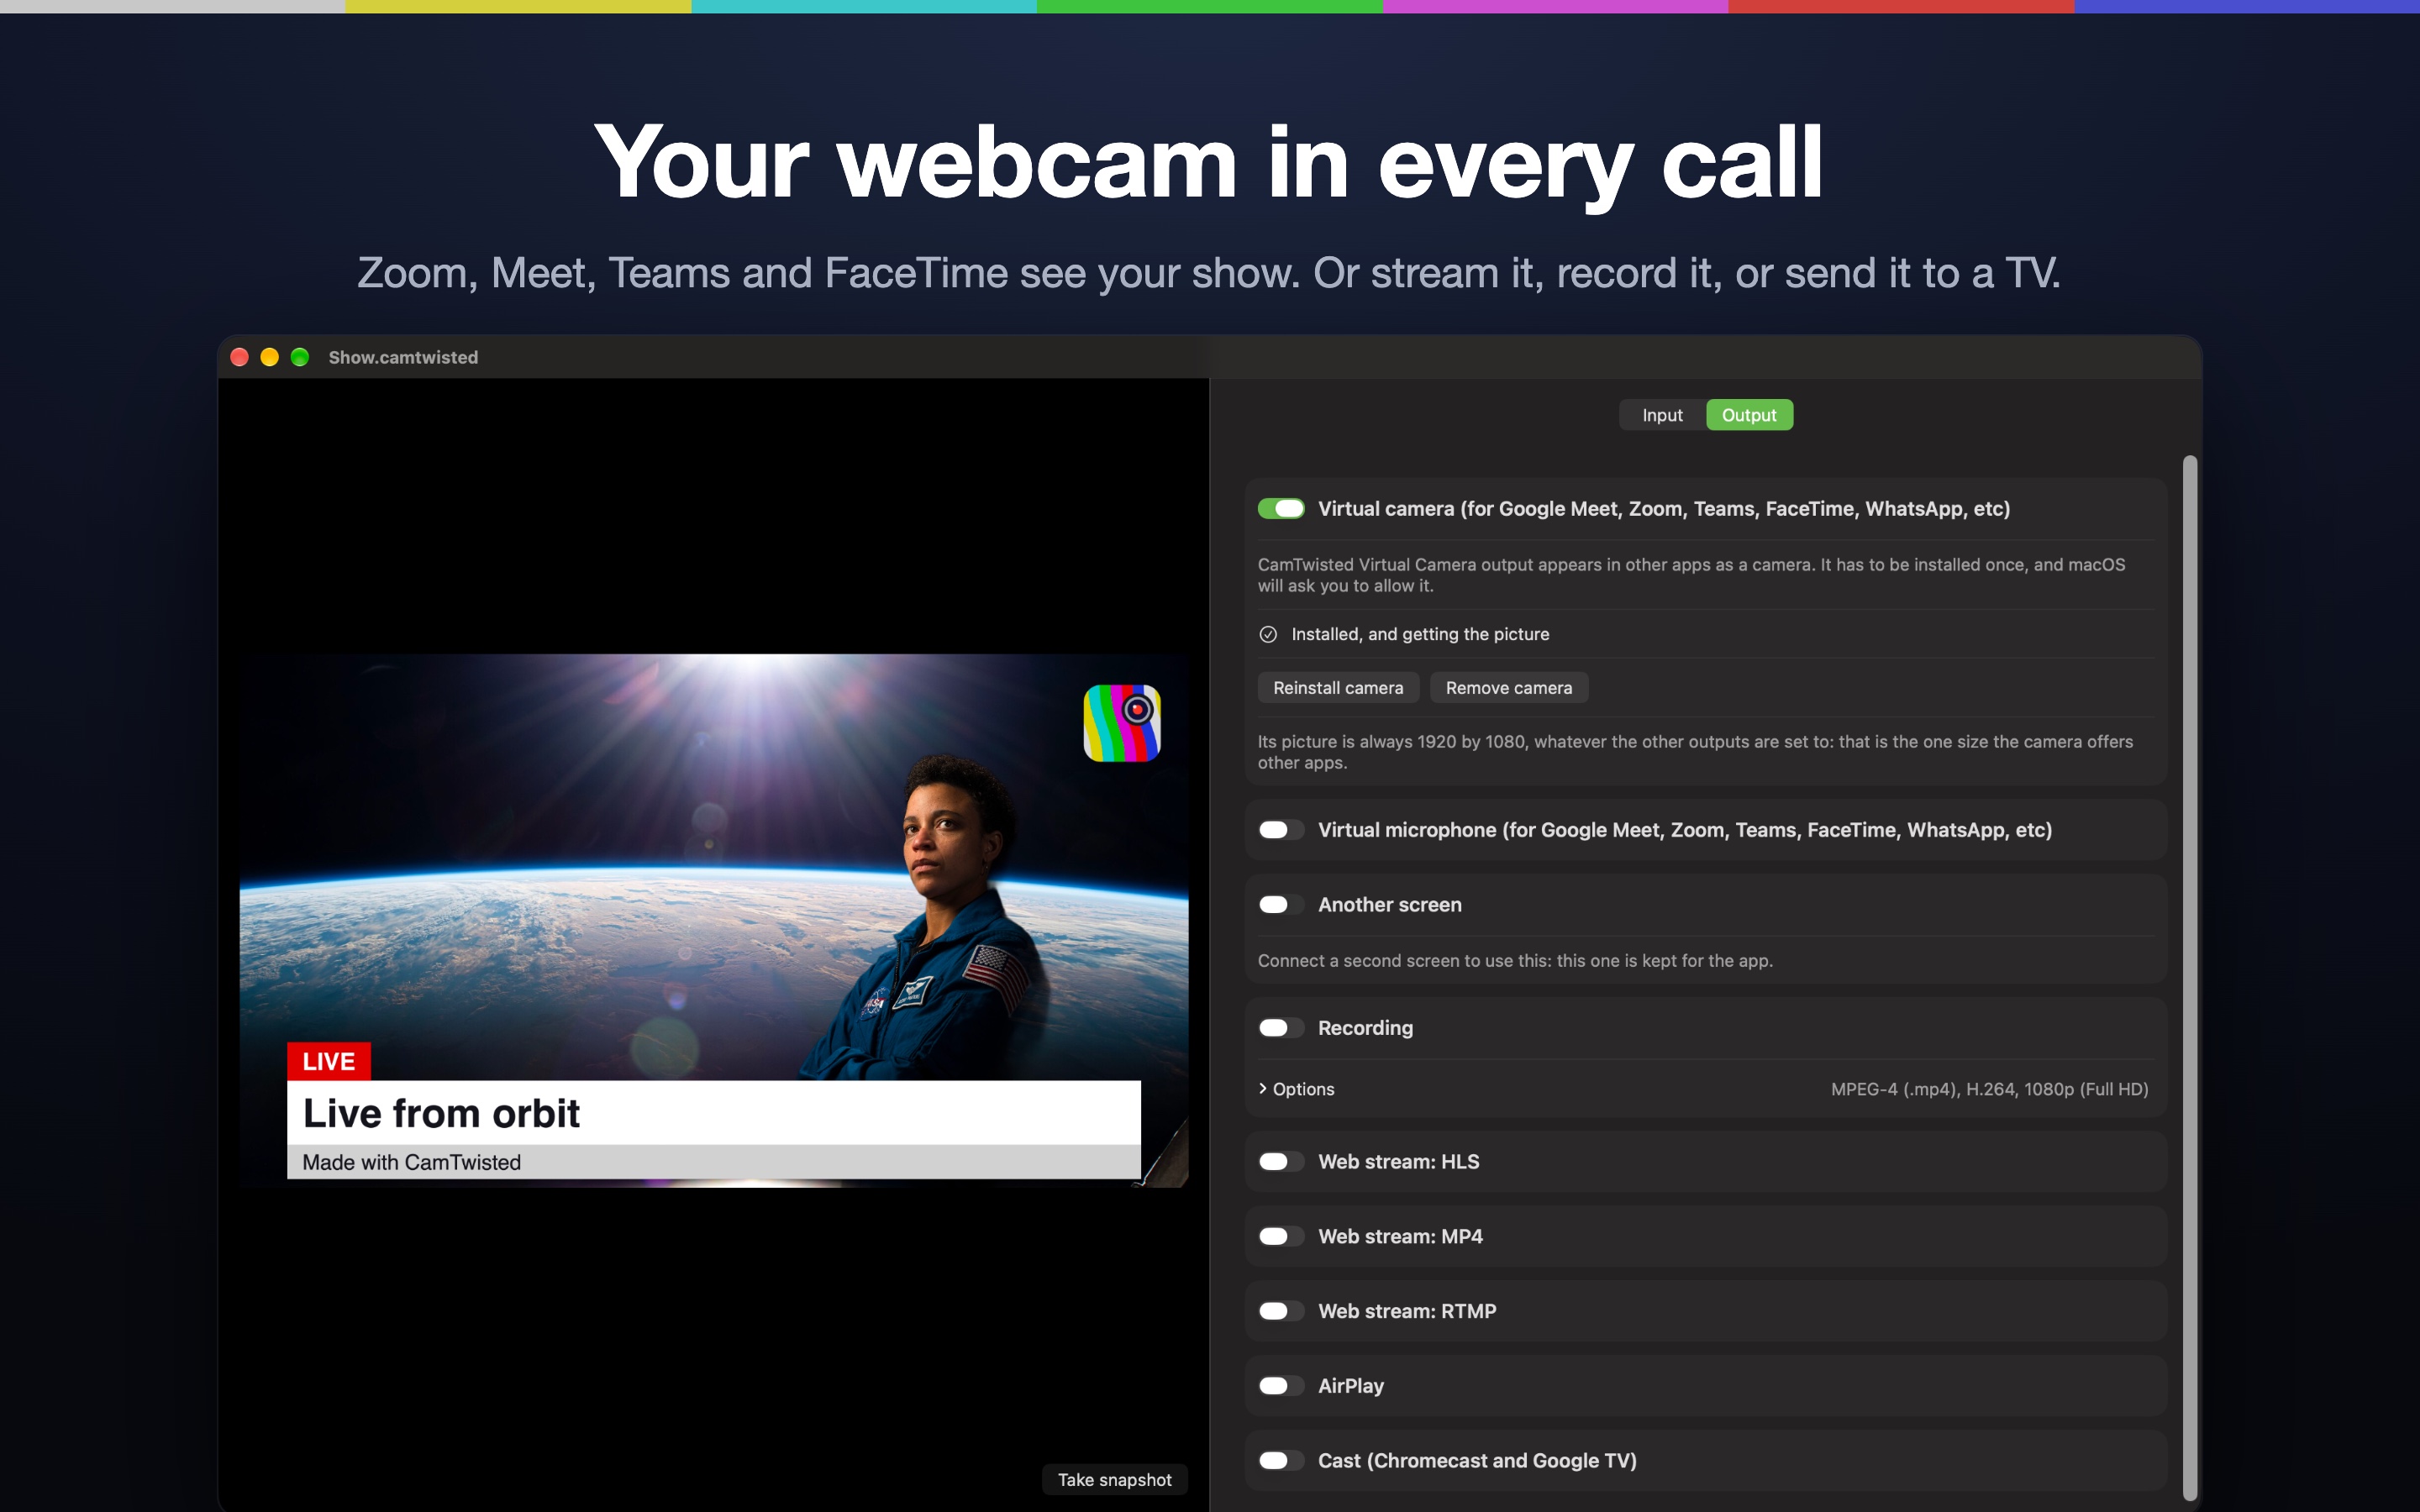 Your webcam in every call
Zoom, Meet, Teams and FaceTime see your show. Or stream it, record it, or send it to a TV.
Show.camtwisted
Input
Output
Virtual camera (for Google Meet, Zoom, Teams, FaceTime, WhatsApp, etc)
CamTwisted Virtual Camera output appears in other apps as a camera. It has to be installed once, and macOS
will ask you to allow it.
Installed, and getting the picture
Reinstall camera
Remove camera
Its picture is always 1920 by 1080, whatever the other outputs are set to: that is the one size the camera offers
other apps.
Virtual microphone (for Google Meet, Zoom, Teams, FaceTime, WhatsApp, etc)
Another screen
Connect a second screen to use this: this one is kept for the app.
Recording
Options
MPEG-4 (.mp4), H.264, 1080p (Full HD)
Web stream: HLS
Web stream: MP4
Web stream: RTMP
AirPlay
Cast (Chromecast and Google TV)
LIVE
Live from orbit
Made with CamTwisted
Take snapshot